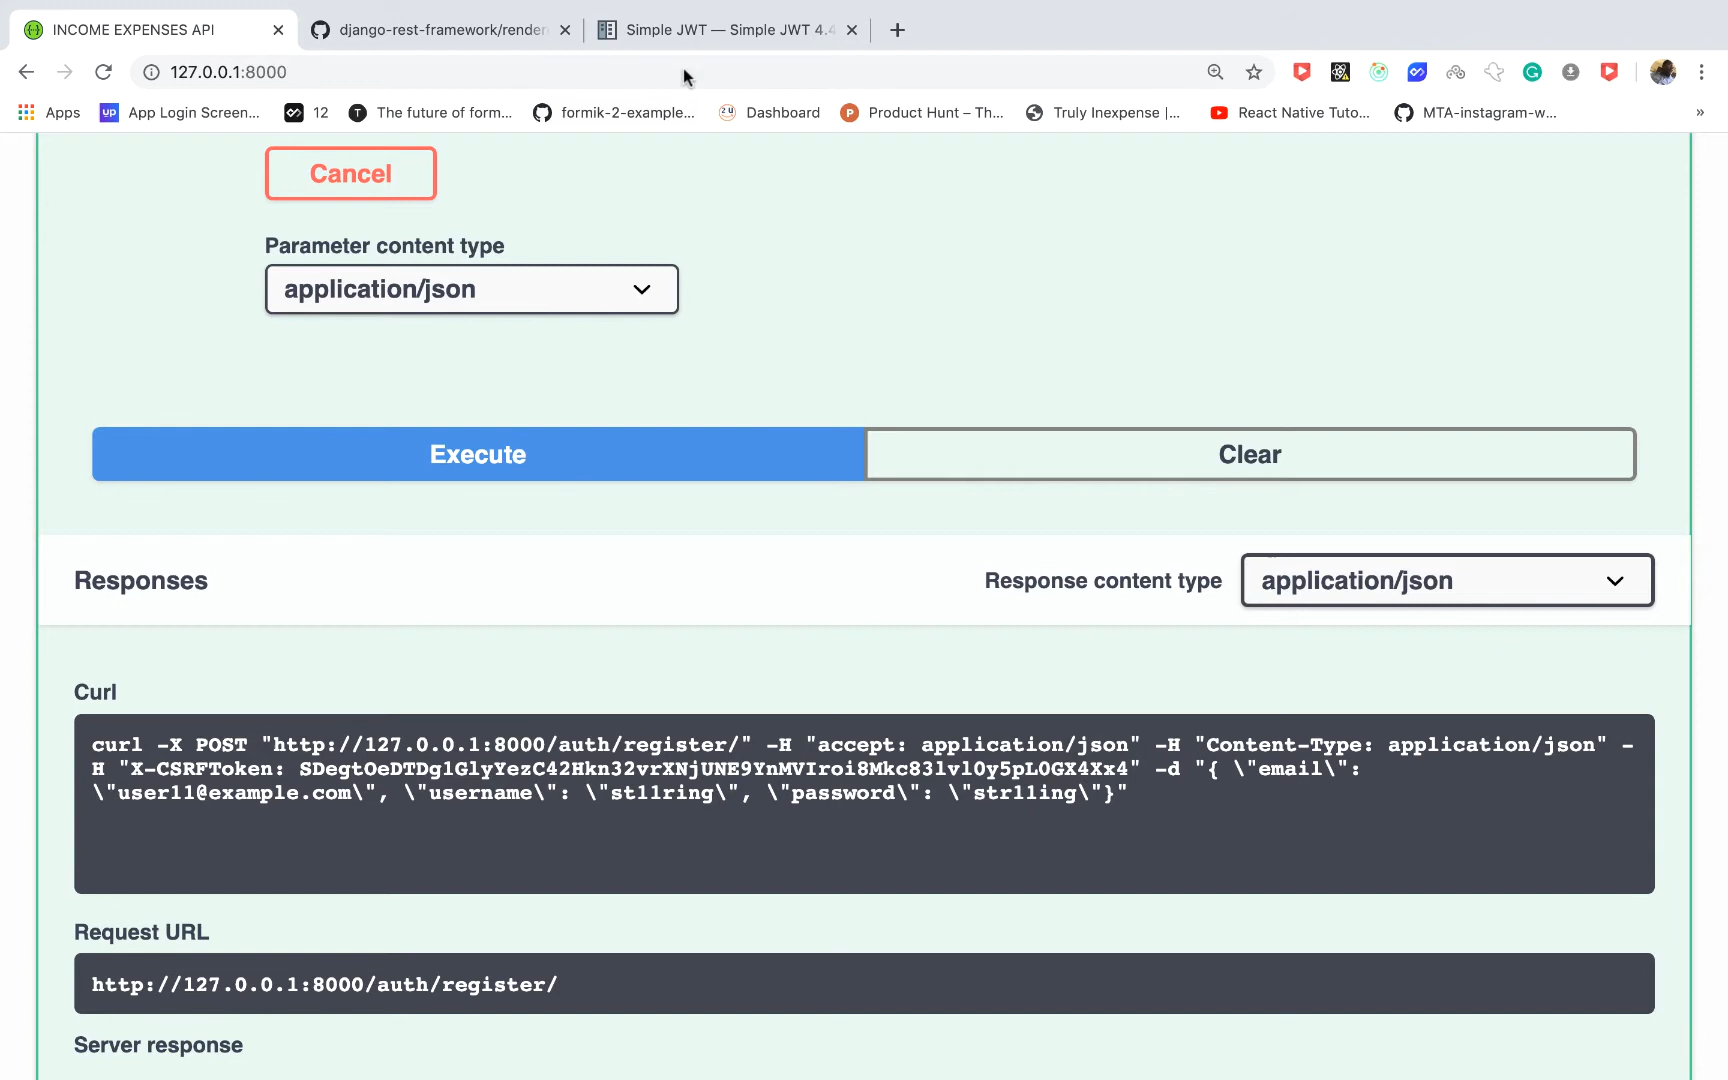 INCOME EXPENSES API
django-rest-framework/render
Simple JWT — Simple JWT 4.4
127.0.0.1:8000
Apps
up
App Login Screen...
12
T
The future of form...
formik-2-example...
2U
Dashboard
P
Product Hunt – Th...
Truly Inexpense |...
React Native Tuto...
MTA-instagram-w...
»
Cancel
Parameter content type
application/json
Execute
Clear
Responses
Response content type
application/json
Curl
curl -X POST "http://127.0.0.1:8000/auth/register/" -H "accept: application/json" -H "Content-Type: application/json" -
H "X-CSRFToken: SDegtOeDTDg1GlyYezC42Hkn32vrXNjUNE9YnMVIroi8Mkc83lvl0y5pL0GX4Xx4" -d "{ \"email\":
\"user11@example.com\", \"username\": \"st11ring\", \"password\": \"str11ing\"}"
Request URL
http://127.0.0.1:8000/auth/register/
Server response